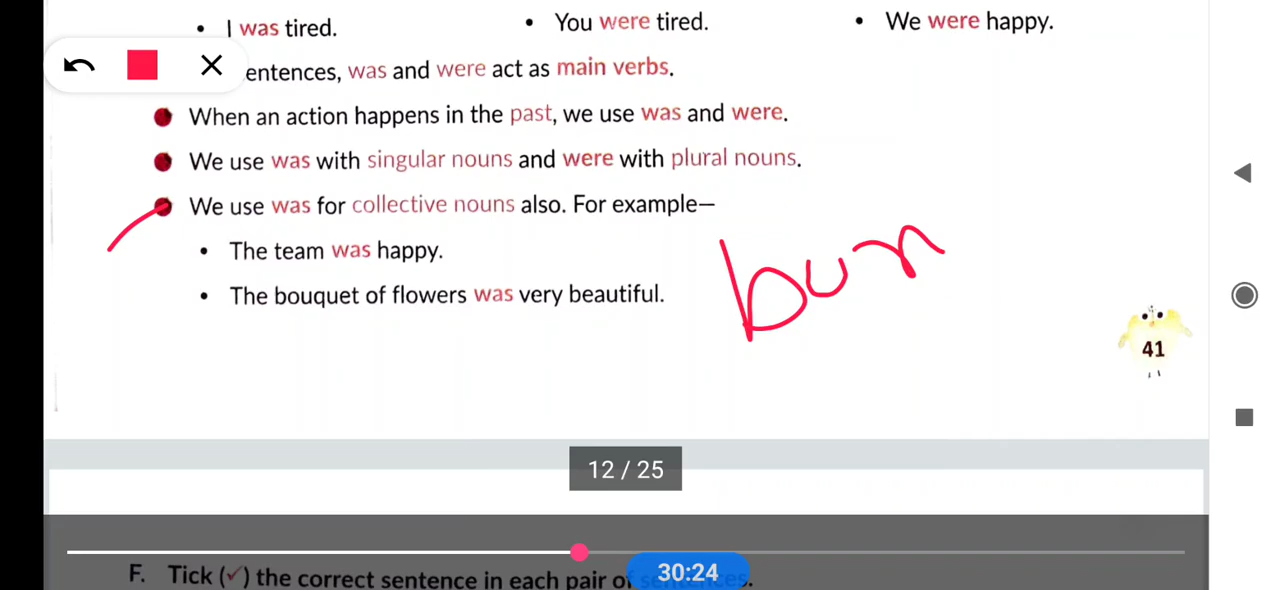 • I was tired. • You were tired. • We were happy.
entences, was and were act as main verbs.
When an action happens in the past, we use was and were.
We use was with singular nouns and were with plural nouns.
We use was for collective nouns also. For example—
• The team was happy.
• The bouquet of flowers was very beautiful.
bun
41
12 / 25
30:24
F. Tick (✓) the correct sentence in each pair of sentences.